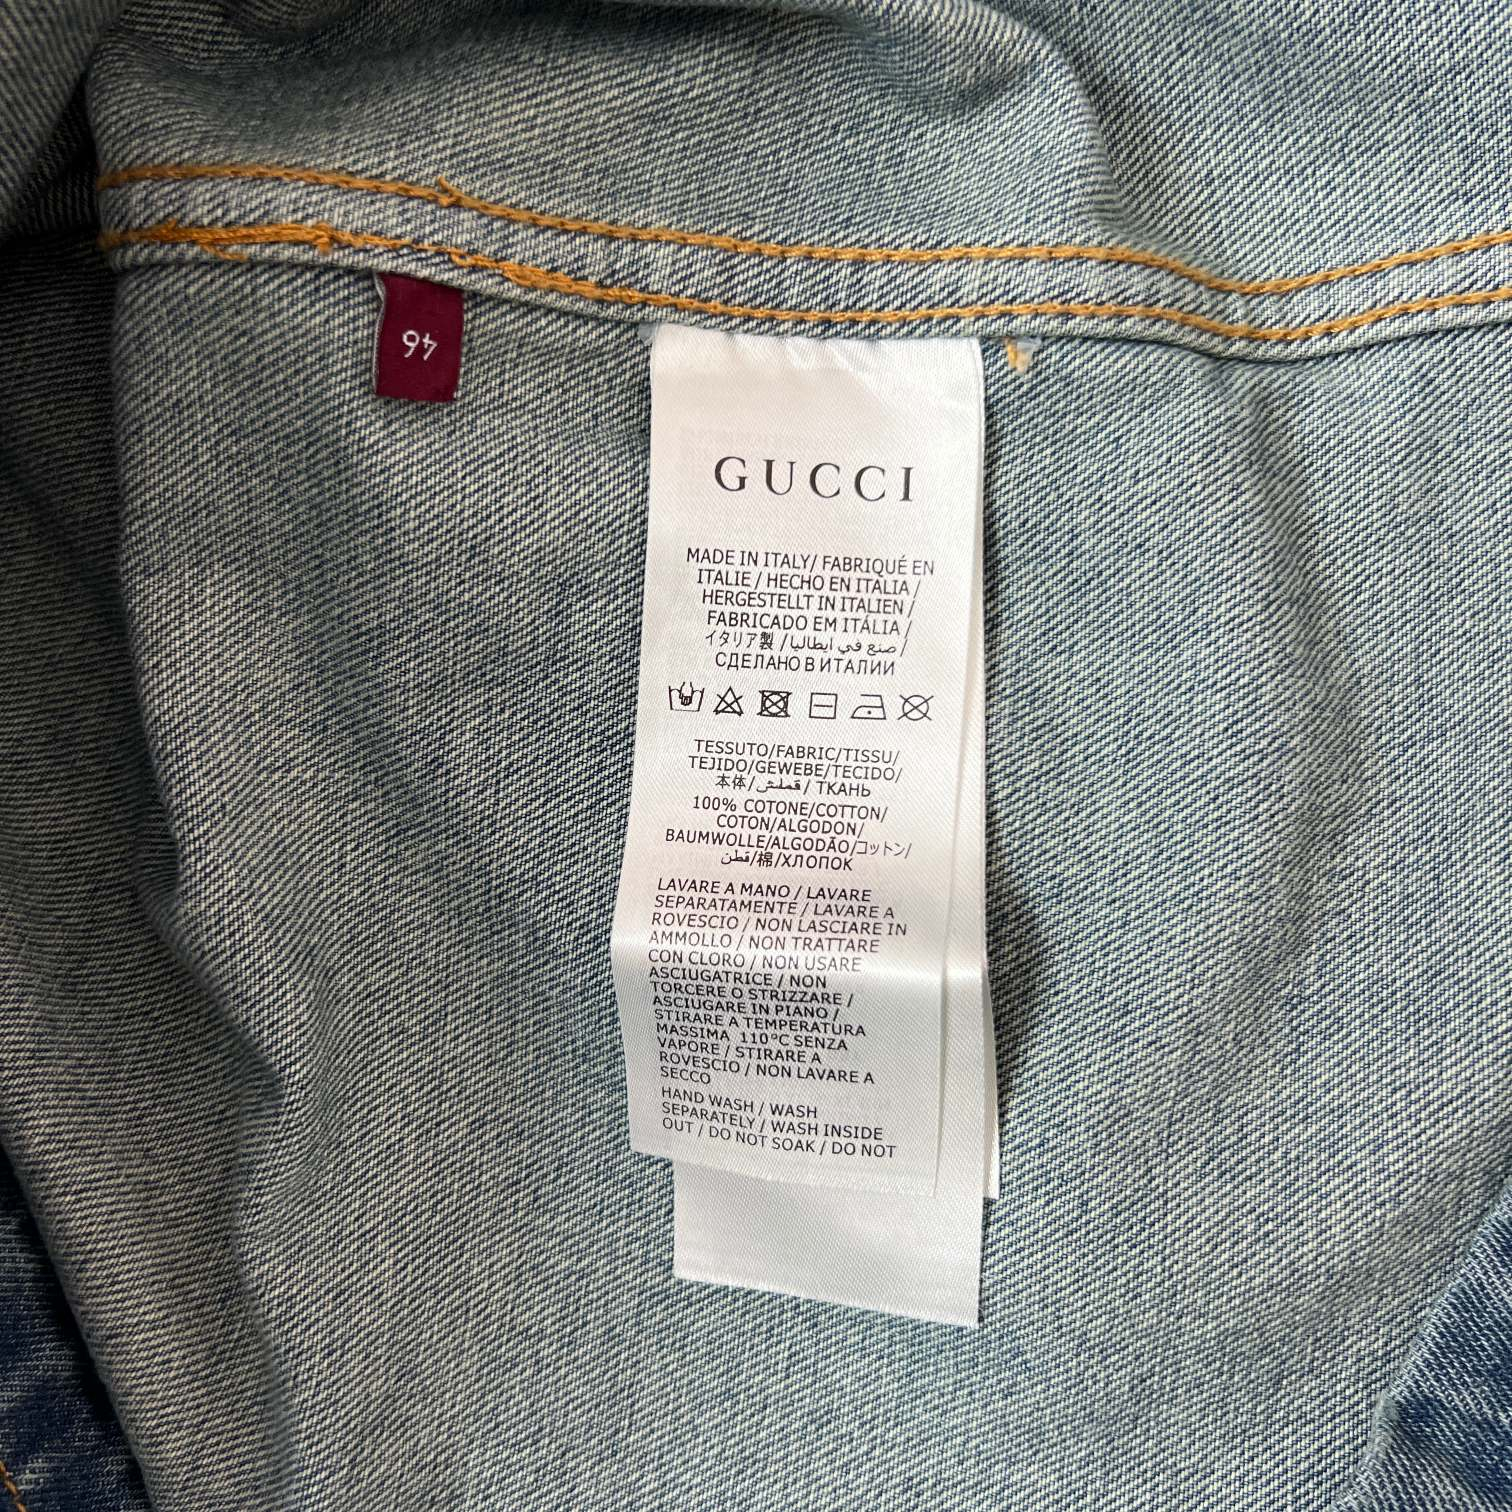 46
GUCCI
MADE IN ITALY/ FABRIQUÉ EN
ITALIE / HECHO EN ITALIA /
HERGESTELLT IN ITALIEN /
FABRICADO EM ITÁLIA /
イタリア製 /صنع في ايطاليا/
СДЕЛАНО В ИТАЛИИ
TESSUTO/FABRIC/TISSU/
TEJIDO/GEWEBE/TECIDO/
本体/قملش/ ТКАНЬ
100% COTONE/COTTON/
COTON/ALGODON/
BAUMWOLLE/ALGODÃO/コットン/
قطن/棉/ХЛОПОК
LAVARE A MANO / LAVARE
SEPARATAMENTE / LAVARE A
ROVESCIO / NON LASCIARE IN
AMMOLLO / NON TRATTARE
CON CLORO / NON USARE
ASCIUGATRICE / NON
TORCERE O STRIZZARE /
ASCIUGARE IN PIANO /
STIRARE A TEMPERATURA
MASSIMA 110°C SENZA
VAPORE / STIRARE A
ROVESCIO / NON LAVARE A
SECCO
HAND WASH / WASH
SEPARATELY / WASH INSIDE
OUT / DO NOT SOAK / DO NOT